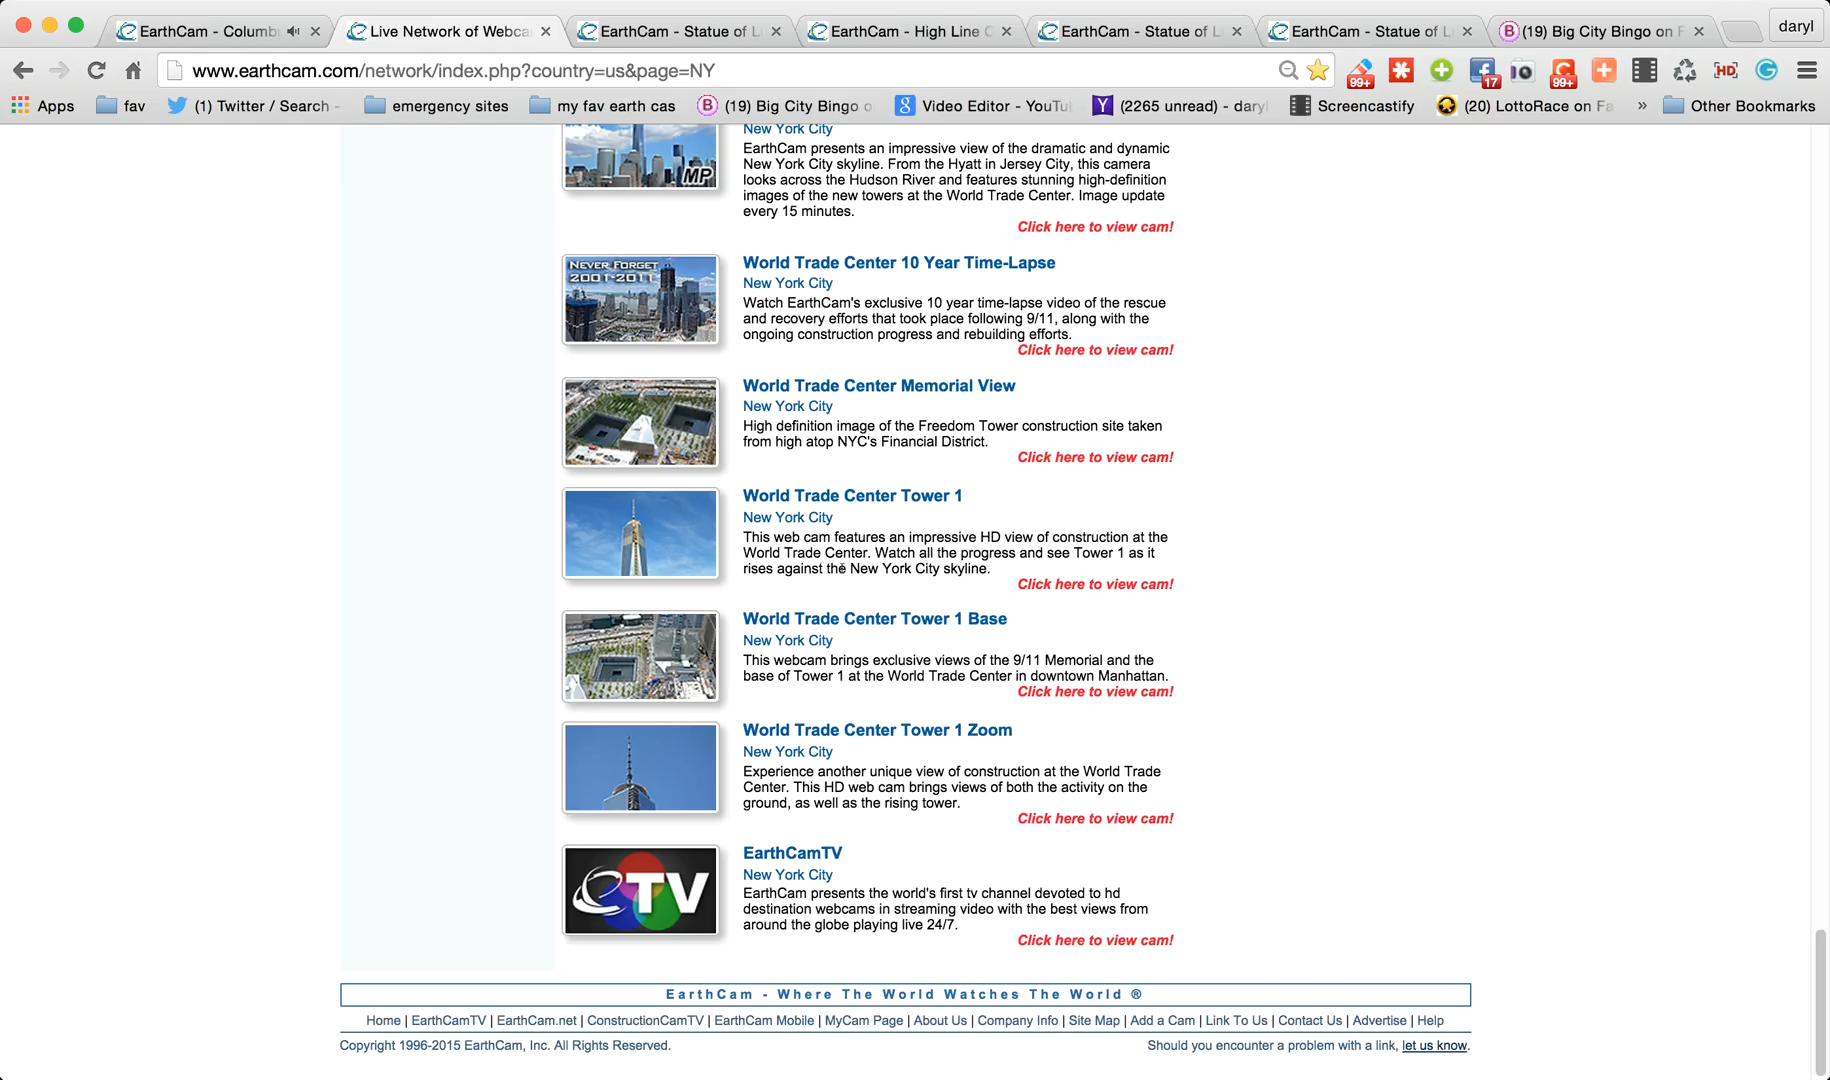 EarthCam - Columb
Live Network of Webca
EarthCam - Statue of L
EarthCam - High Line C
EarthCam - Statue of L
EarthCam - Statue of L
(19) Big City Bingo on F
daryl
www.earthcam.com/network/index.php?country=us&page=NY
99+
17
99+
HD
Apps
fav
(1) Twitter / Search -
emergency sites
my fav earth cas
(19) Big City Bingo o
Video Editor - YouTu
(2265 unread) - daryl
Screencastify
(20) LottoRace on Fa
»
Other Bookmarks
MP
New York City
EarthCam presents an impressive view of the dramatic and dynamic
New York City skyline. From the Hyatt in Jersey City, this camera
looks across the Hudson River and features stunning high-definition
images of the new towers at the World Trade Center. Image update
every 15 minutes.
Click here to view cam!
NEVER FORGET
2001-2011
World Trade Center 10 Year Time-Lapse
New York City
Watch EarthCam's exclusive 10 year time-lapse video of the rescue
and recovery efforts that took place following 9/11, along with the
ongoing construction progress and rebuilding efforts.
Click here to view cam!
World Trade Center Memorial View
New York City
High definition image of the Freedom Tower construction site taken
from high atop NYC's Financial District.
Click here to view cam!
World Trade Center Tower 1
New York City
This web cam features an impressive HD view of construction at the
World Trade Center. Watch all the progress and see Tower 1 as it
rises against the New York City skyline.
Click here to view cam!
World Trade Center Tower 1 Base
New York City
This webcam brings exclusive views of the 9/11 Memorial and the
base of Tower 1 at the World Trade Center in downtown Manhattan.
Click here to view cam!
World Trade Center Tower 1 Zoom
New York City
Experience another unique view of construction at the World Trade
Center. This HD web cam brings views of both the activity on the
ground, as well as the rising tower.
Click here to view cam!
TV
EarthCamTV
New York City
EarthCam presents the world's first tv channel devoted to hd
destination webcams in streaming video with the best views from
around the globe playing live 24/7.
Click here to view cam!
EarthCam - Where The World Watches The World ®
Home | EarthCamTV | EarthCam.net | ConstructionCamTV | EarthCam Mobile | MyCam Page | About Us | Company Info | Site Map | Add a Cam | Link To Us | Contact Us | Advertise | Help
Copyright 1996-2015 EarthCam, Inc. All Rights Reserved.
Should you encounter a problem with a link, let us know.